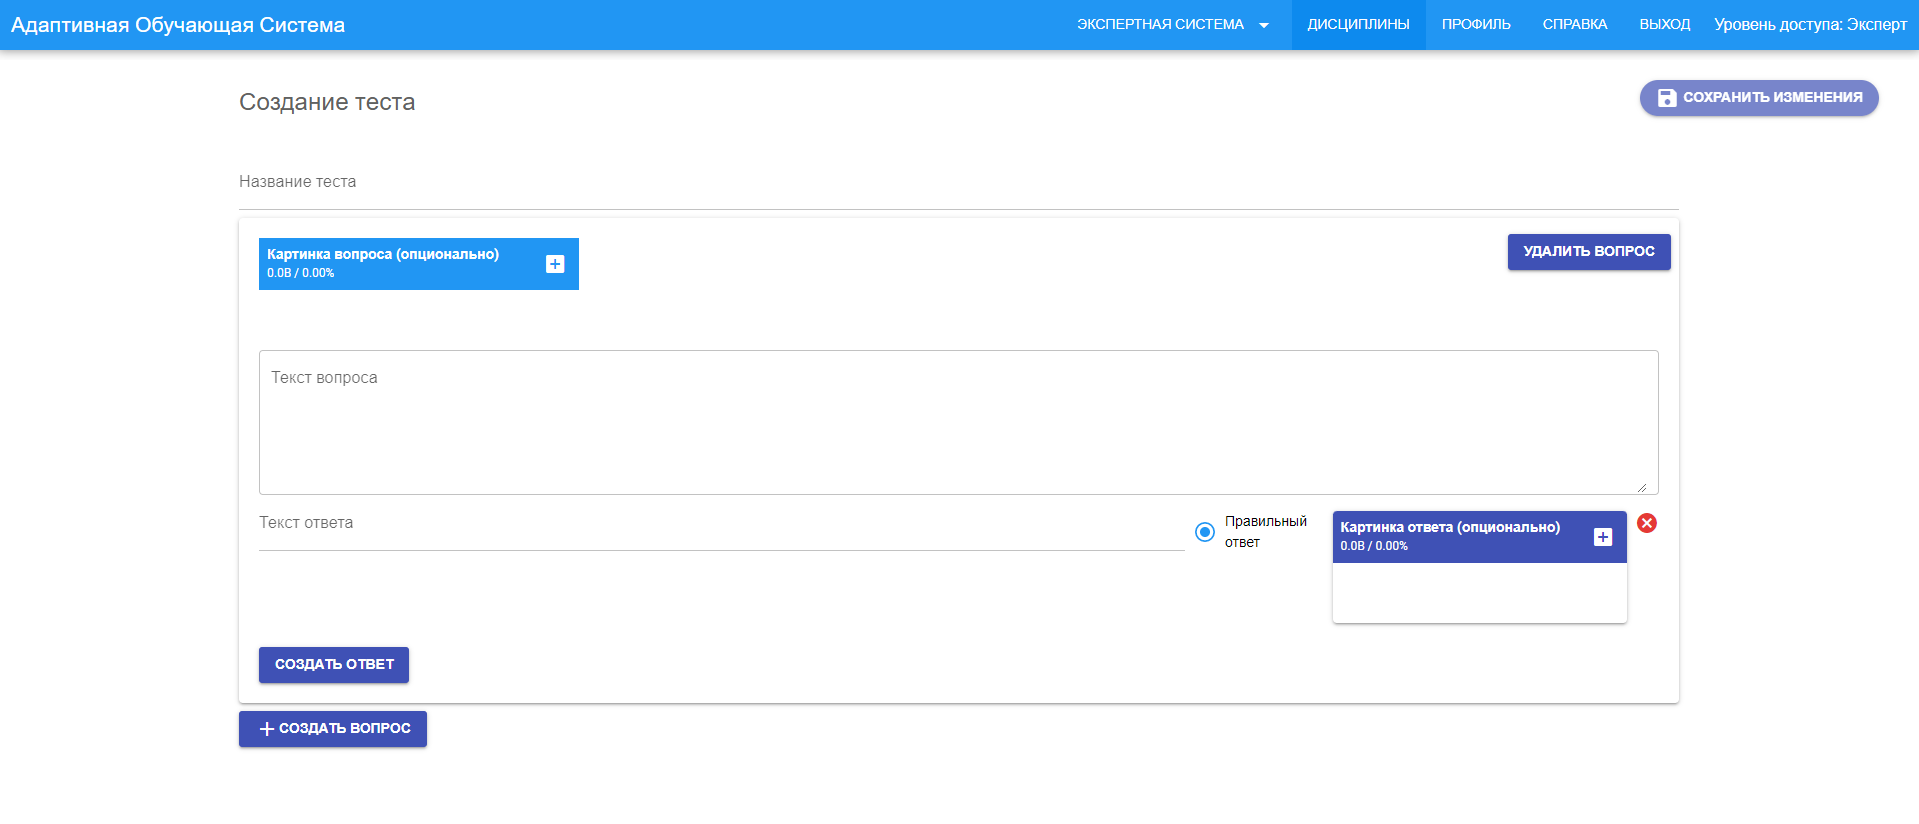 Адаптивная Обучающая Система
ЭКСПЕРТНАЯ СИСТЕМА
ДИСЦИПЛИНЫ
ПРОФИЛЬ
СПРАВКА
ВЫХОД
Уровень доступа: Эксперт
Создание теста
СОХРАНИТЬ ИЗМЕНЕНИЯ
Название теста
Картинка вопроса (опционально)
0.0B / 0.00%
УДАЛИТЬ ВОПРОС
Текст вопроса
Текст ответа
Правильный
ответ
Картинка ответа (опционально)
0.0B / 0.00%
СОЗДАТЬ ОТВЕТ
СОЗДАТЬ ВОПРОС